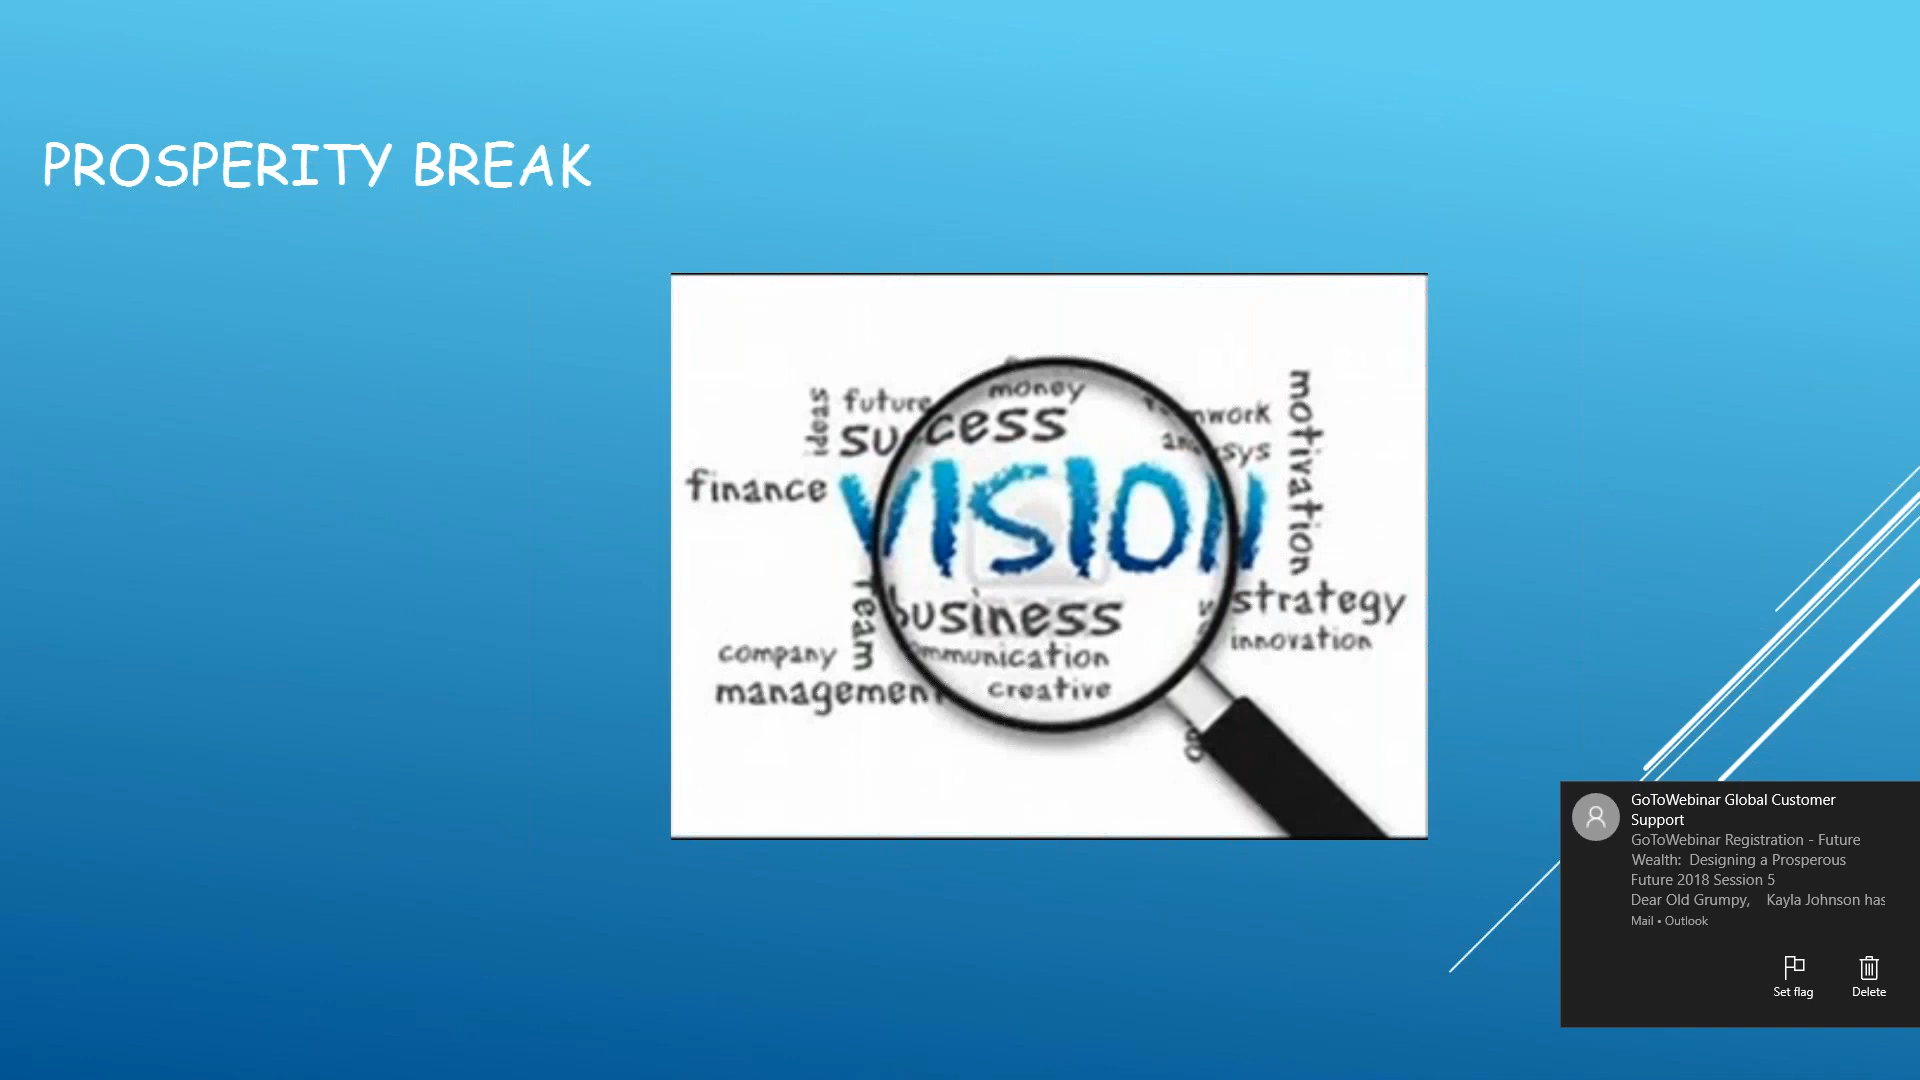 PROSPERITY BREAK
money
ideas
future
success
motivation
finance
VISION
Team
business
strategy
innovation
company
communication
management
creative
GoToWebinar Global Customer
Support
GoToWebinar Registration - Future
Wealth: Designing a Prosperous
Future 2018 Session 5
Dear Old Grumpy, Kayla Johnson has
Mail • Outlook
Set flag
Delete